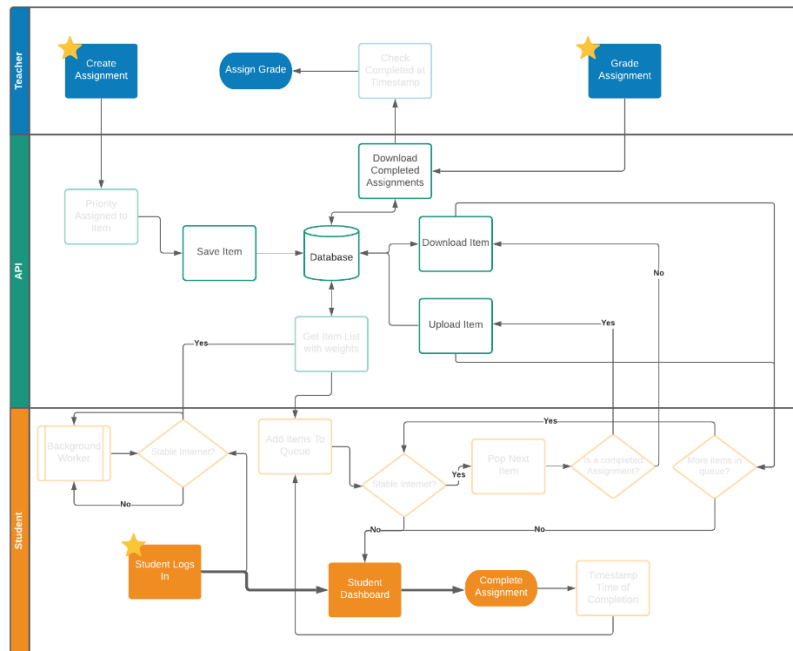 Teacher
Create
Assignment
Assign Grade
Check
Completed at
Timestamp
Grade
Assignment
API
Download
Completed
Assignments
Priority
Assigned to
Item
Save Item
Database
Download Item
No
Upload Item
Yes
Get Item List
with weights
Yes
Student
Background
Worker
Stable Internet?
No
Add Items To
Queue
Stable internet?
Yes
Yes
Pop Next
Item
Is a completed
Assignment?
More items in
queue?
No
No
Student Logs
In
Student
Dashboard
Complete
Assignment
Timestamp
Time of
Completion